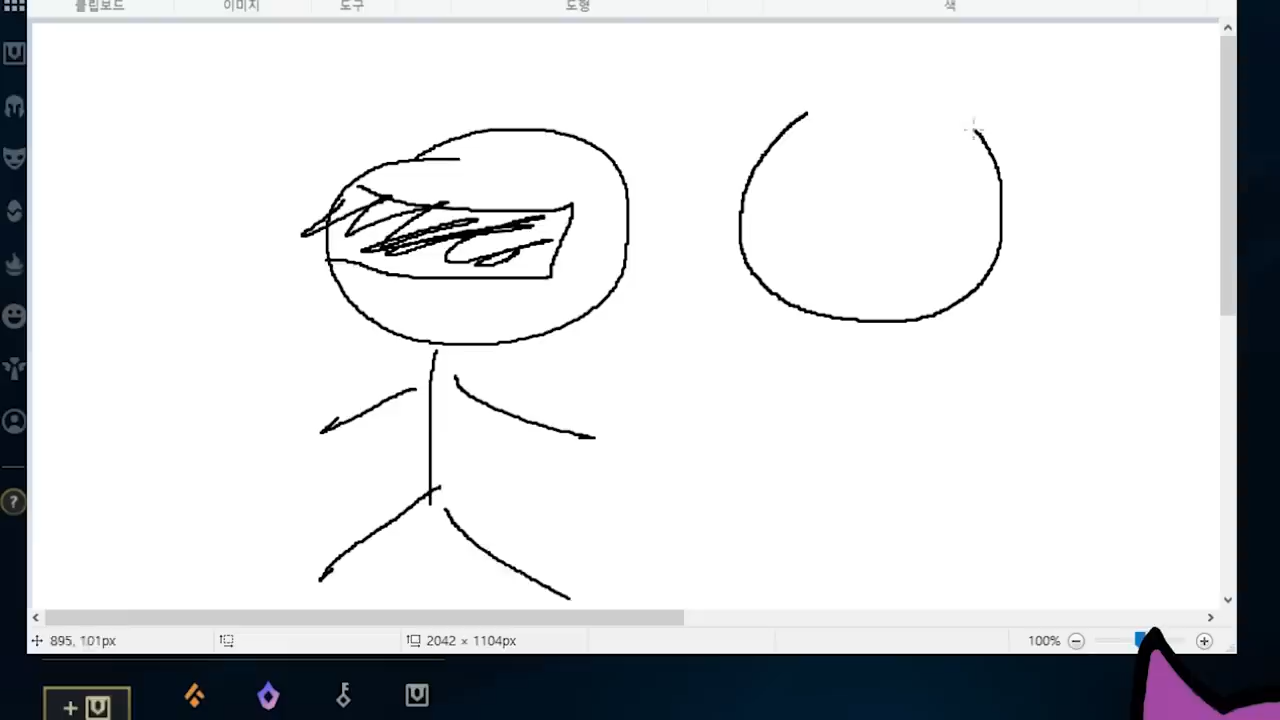 클립보드 이미지 도구 도형 색
895, 101px 2042 × 1104px 100%